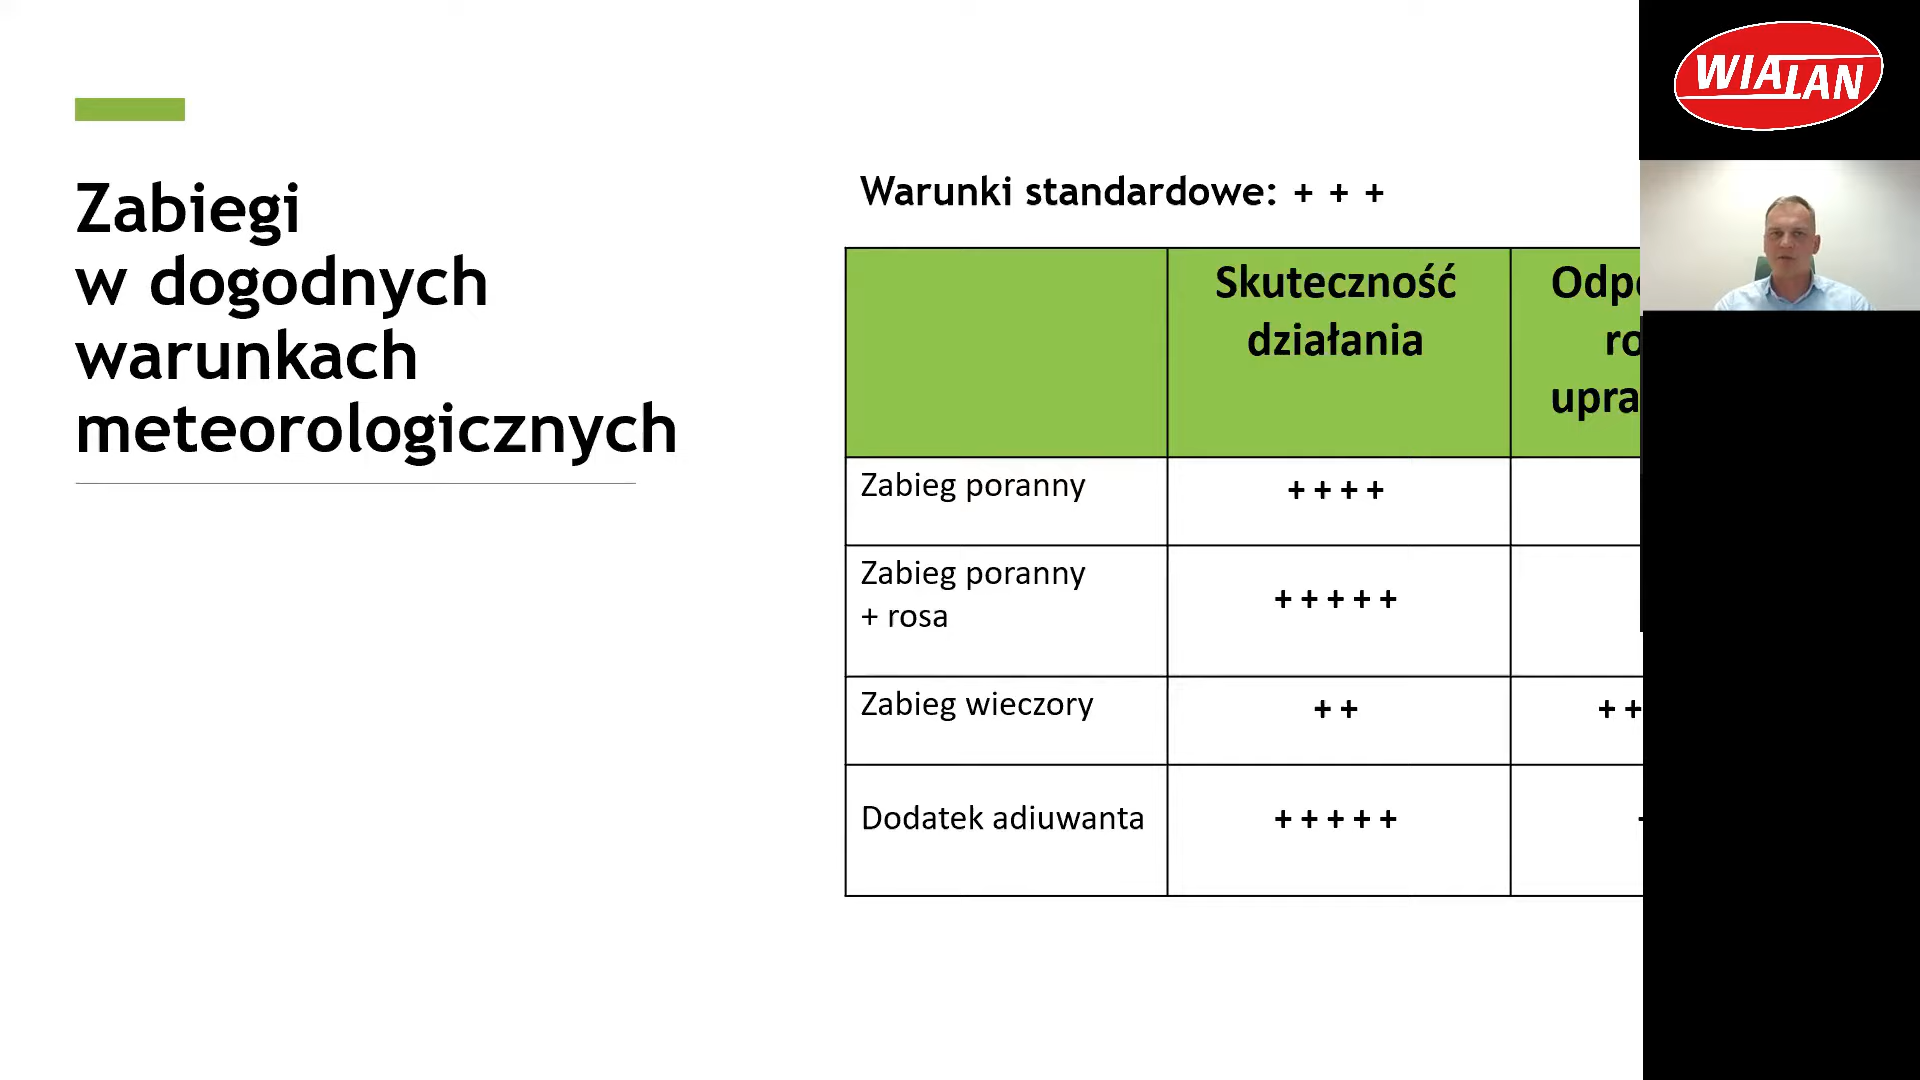 Zabiegi
w dogodnych
warunkach
meteorologicznych
Warunki standardowe: + + +
Skuteczność
działania
Zabieg poranny
+ + + +
Zabieg poranny
+ rosa
+ + + + +
Zabieg wieczory
+ +
+ +
Dodatek adiuwanta
+ + + + +
WIALAN